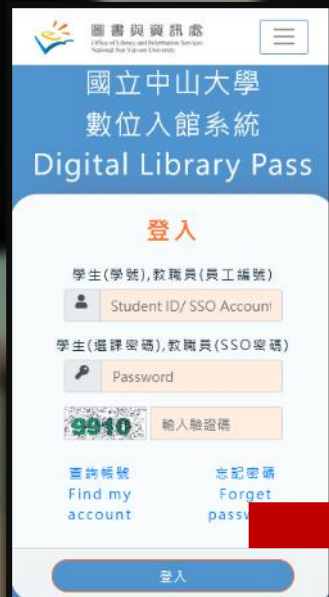 圖書與資訊處
Office of Library and Information Services
National Sun Yat-sen University
國立中山大學
數位入館系統
Digital Library Pass
登入
學生(學號),教職員(員工編號)
Student ID/ SSO Account
學生(選課密碼),教職員(SSO密碼)
Password
9910 輸入驗證碼
查詢帳號 忘記密碼
Find my Forget
account passw
登入